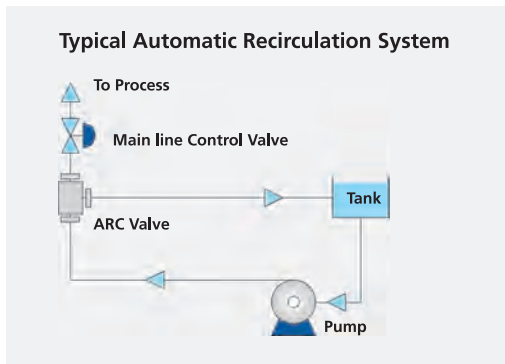 Typical Automatic Recirculation System
To Process
Main line Control Valve
Tank
ARC Valve
Pump